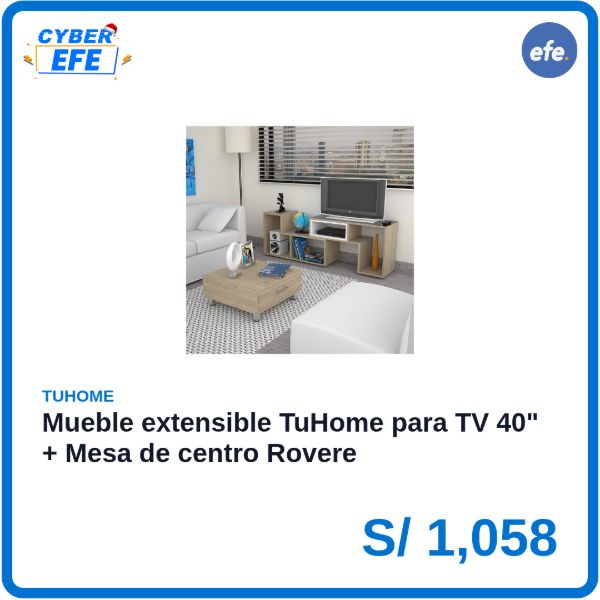 CYBER
EFE
efe.
TUHOME
Mueble extensible TuHome para TV 40"
+ Mesa de centro Rovere
S/ 1,058